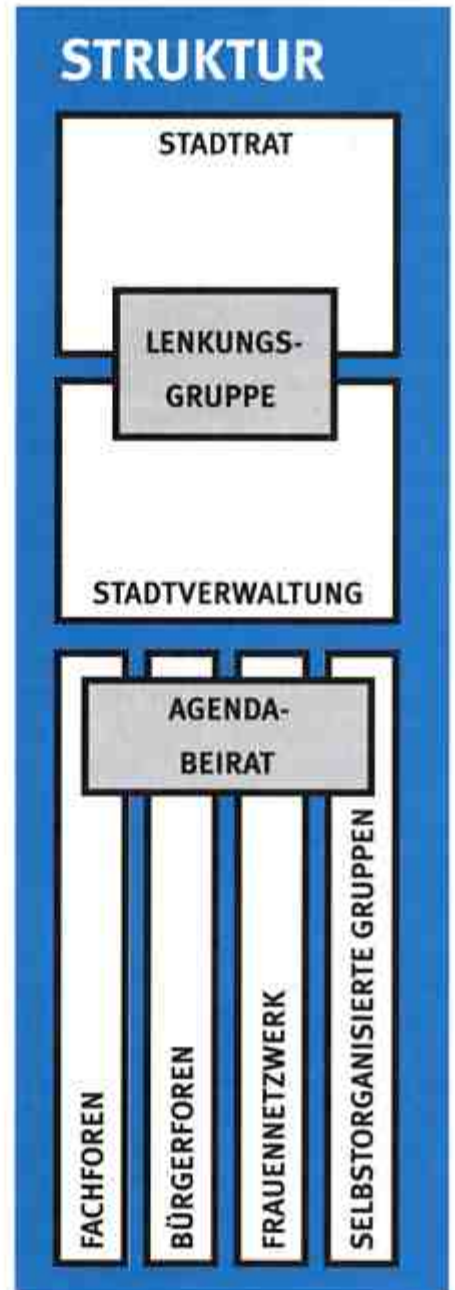 STRUKTUR
STADTRAT
LENKUNGS-
GRUPPE
STADTVERWALTUNG
AGENDA-
BEIRAT
FACHFOREN
BÜRGERFOREN
FRAUENNETZWERK
SELBSTORGANISIERTE GRUPPEN